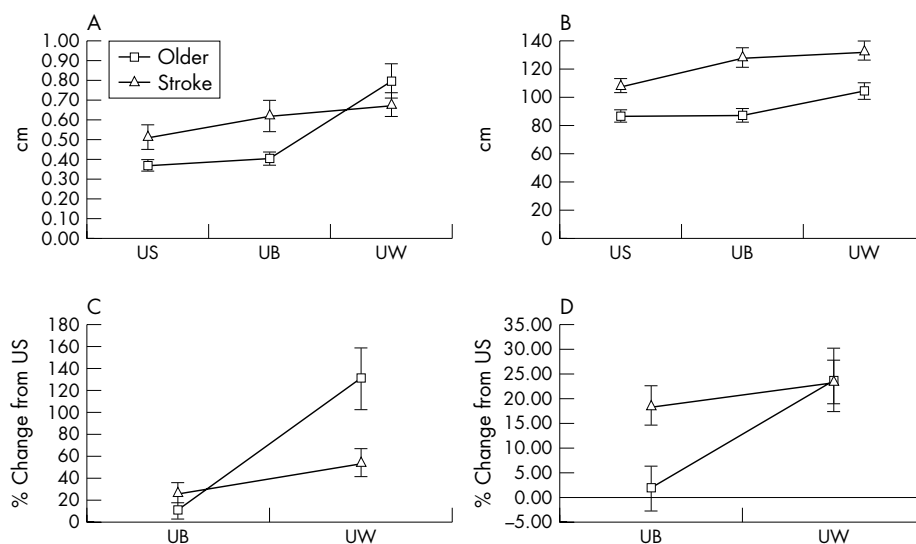 A
1.00
0.90
0.80
0.70
0.60
0.50
0.40
0.30
0.20
0.10
0.00
cm
Older
Stroke
US
UB
UW
B
140
120
100
80
60
40
20
0
cm
US
UB
UW
C
180
160
140
120
100
80
60
40
20
0
% Change from US
UB
UW
D
35.00
30.00
25.00
20.00
15.00
10.00
5.00
0.00
–5.00
% Change from US
UB
UW